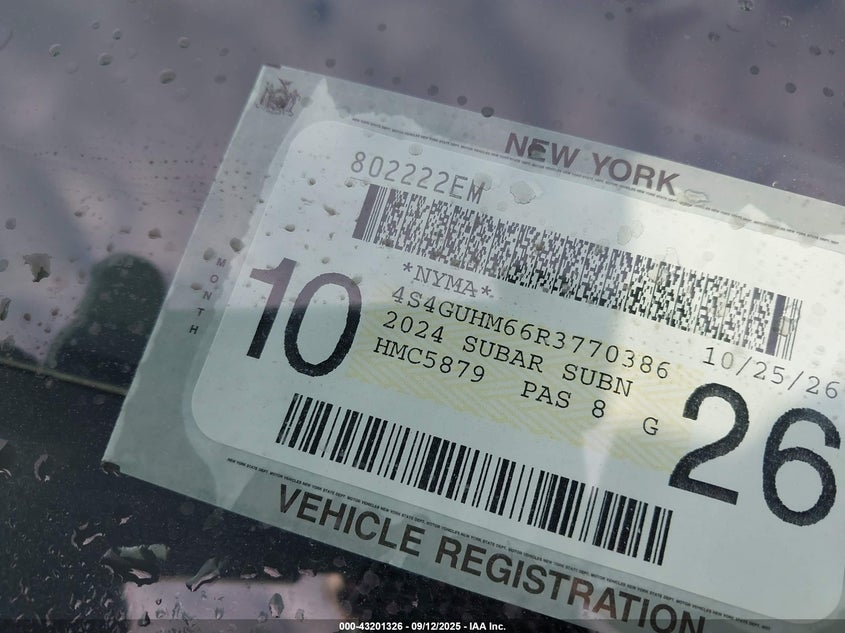 NEW YORK
802222EM
MONTH
*NYMA*
4S4GUHM66R3770386 10/25/26
2024 SUBAR SUBN
HMC5879 PAS 8 G
10 26
VEHICLE REGISTRATION
000-43201326 - 09/12/2025 - IAA Inc.